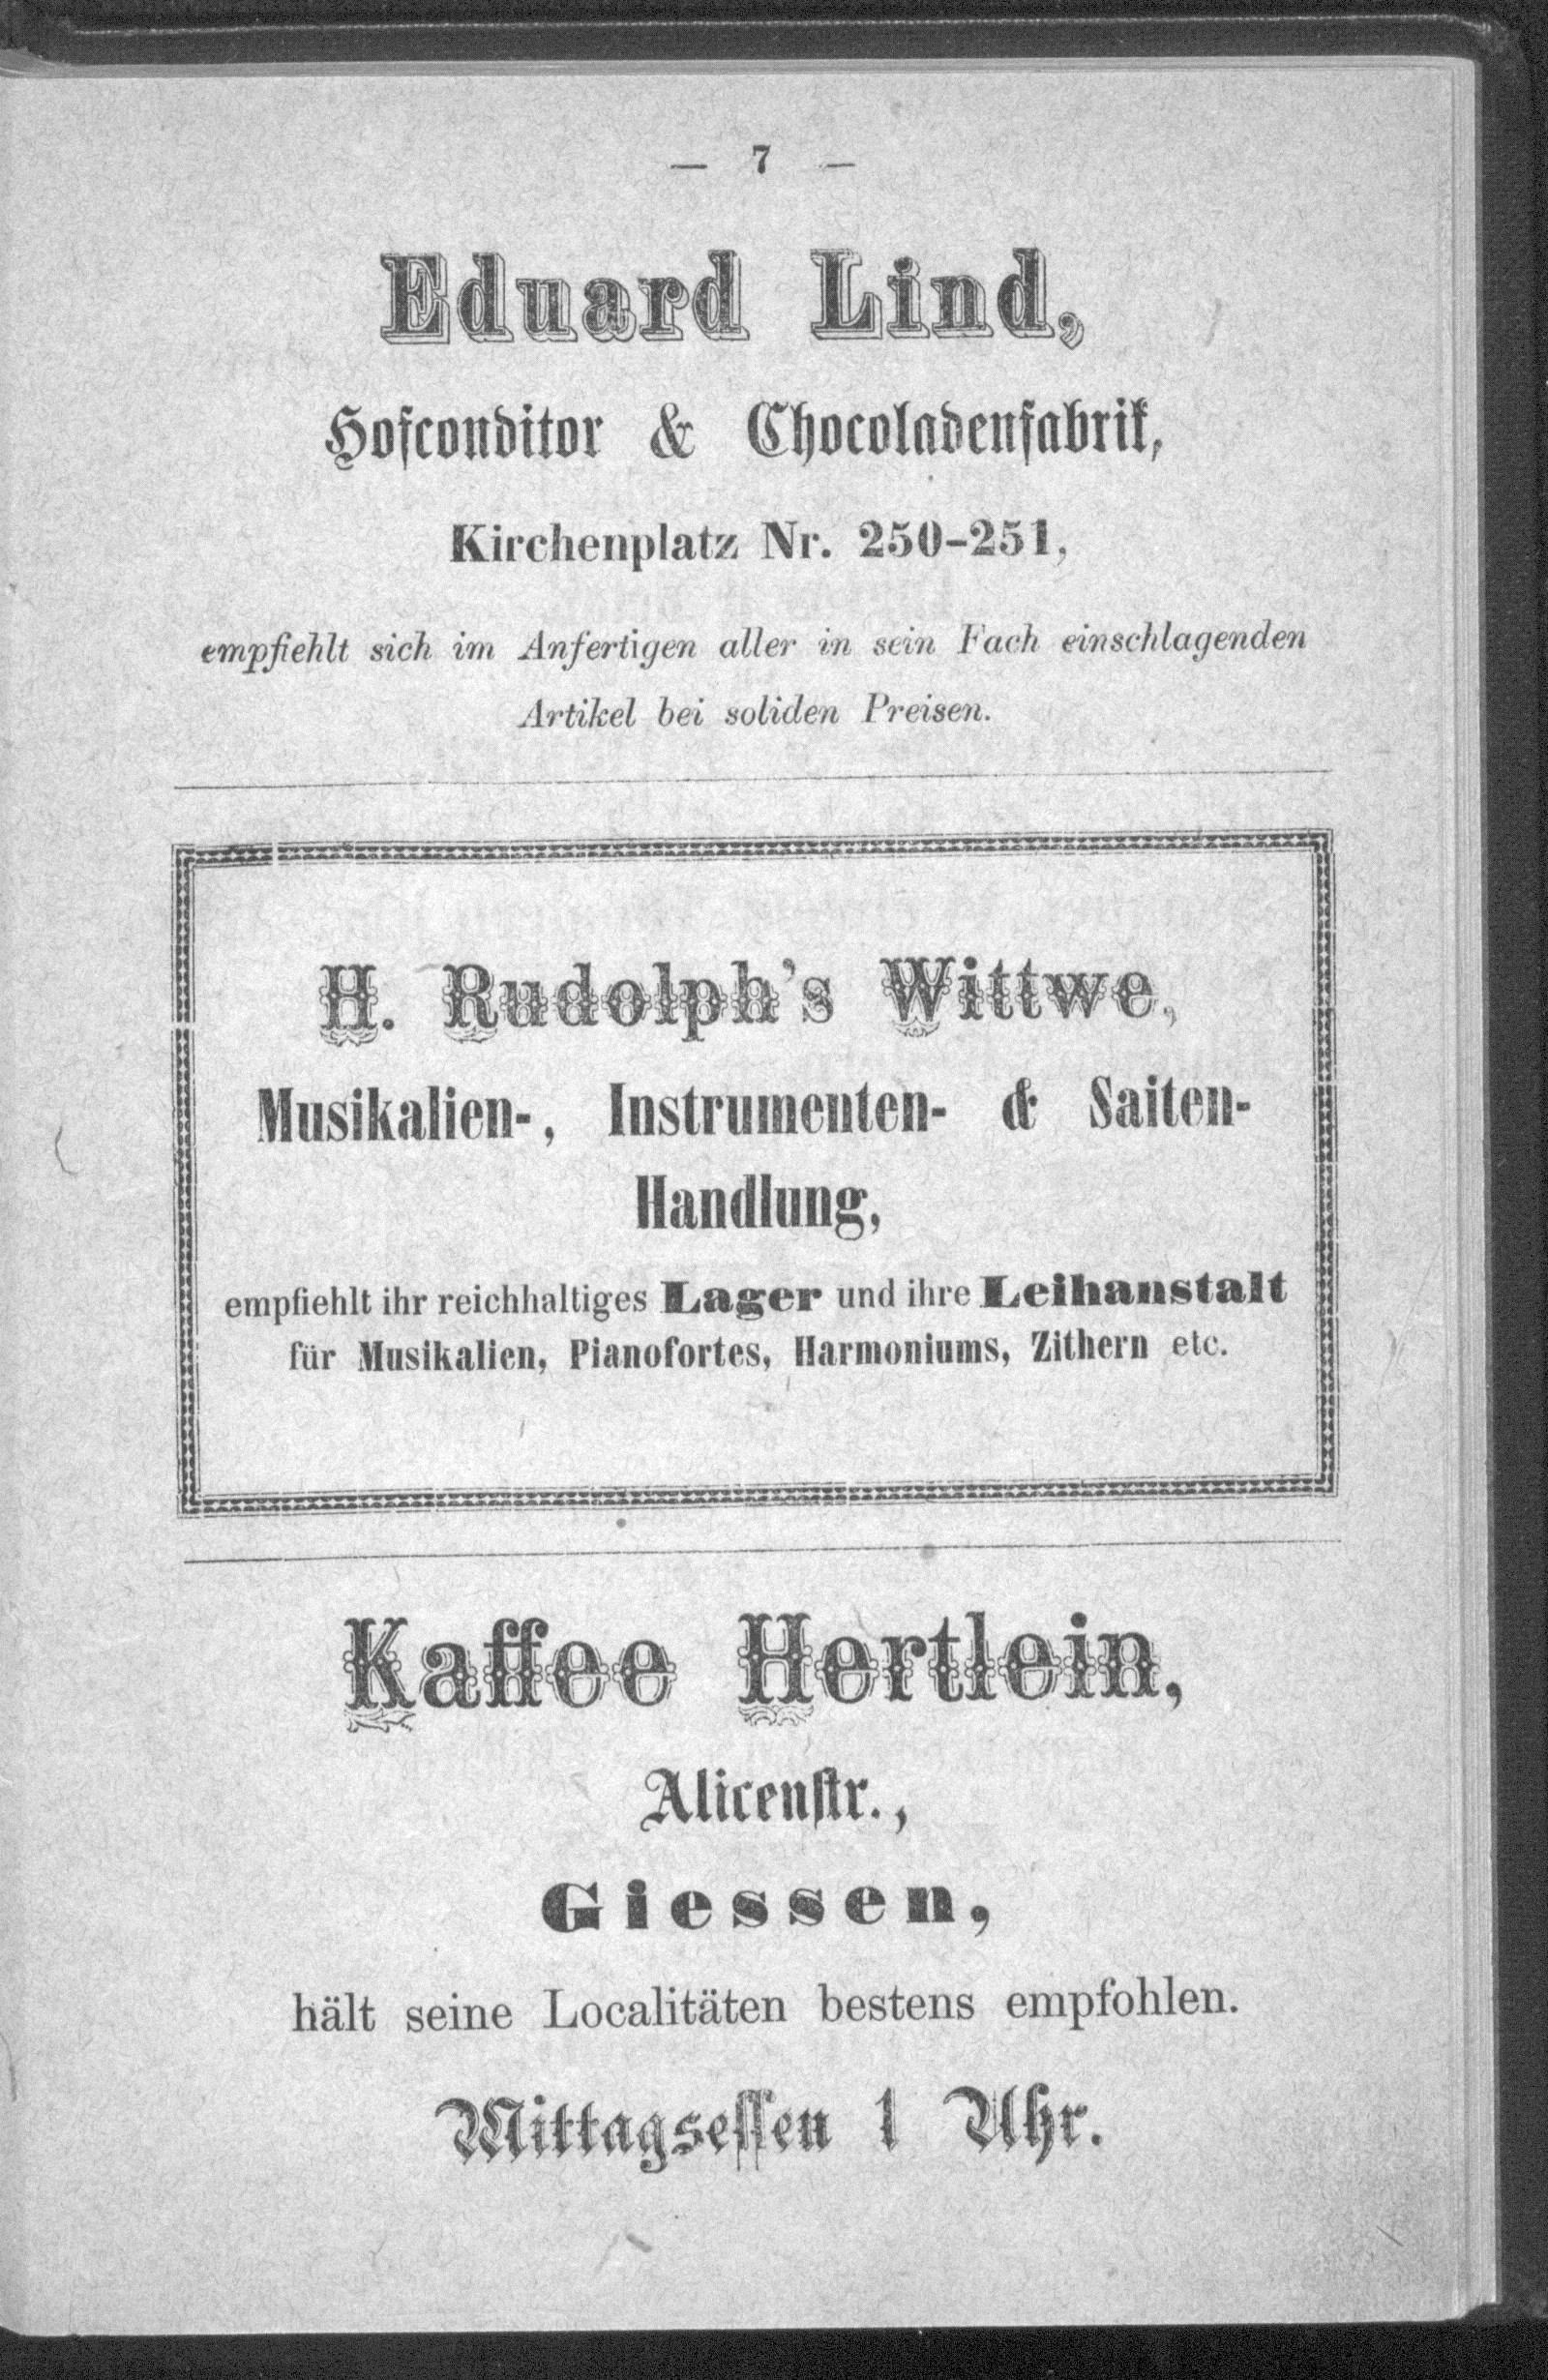 — 7 —
Eduard Lind,
Hofconditor & Chocoladenfabrik,
Kirchenplatz Nr. 250-251,
empfiehlt sich im Anfertigen aller in sein Fach einschlagenden
Artikel bei soliden Preisen.
H. Rudolph's Wittwe,
Musikalien-, Instrumenten- & Saiten-
Handlung,
empfiehlt ihr reichhaltiges Lager und ihre Leihanstalt
für Musikalien, Pianofortes, Harmoniums, Zithern etc.
Kaffee Hertlein,
Alicenstr.,
Giessen,
hält seine Localitäten bestens empfohlen.
Mittagsessen 1 Uhr.